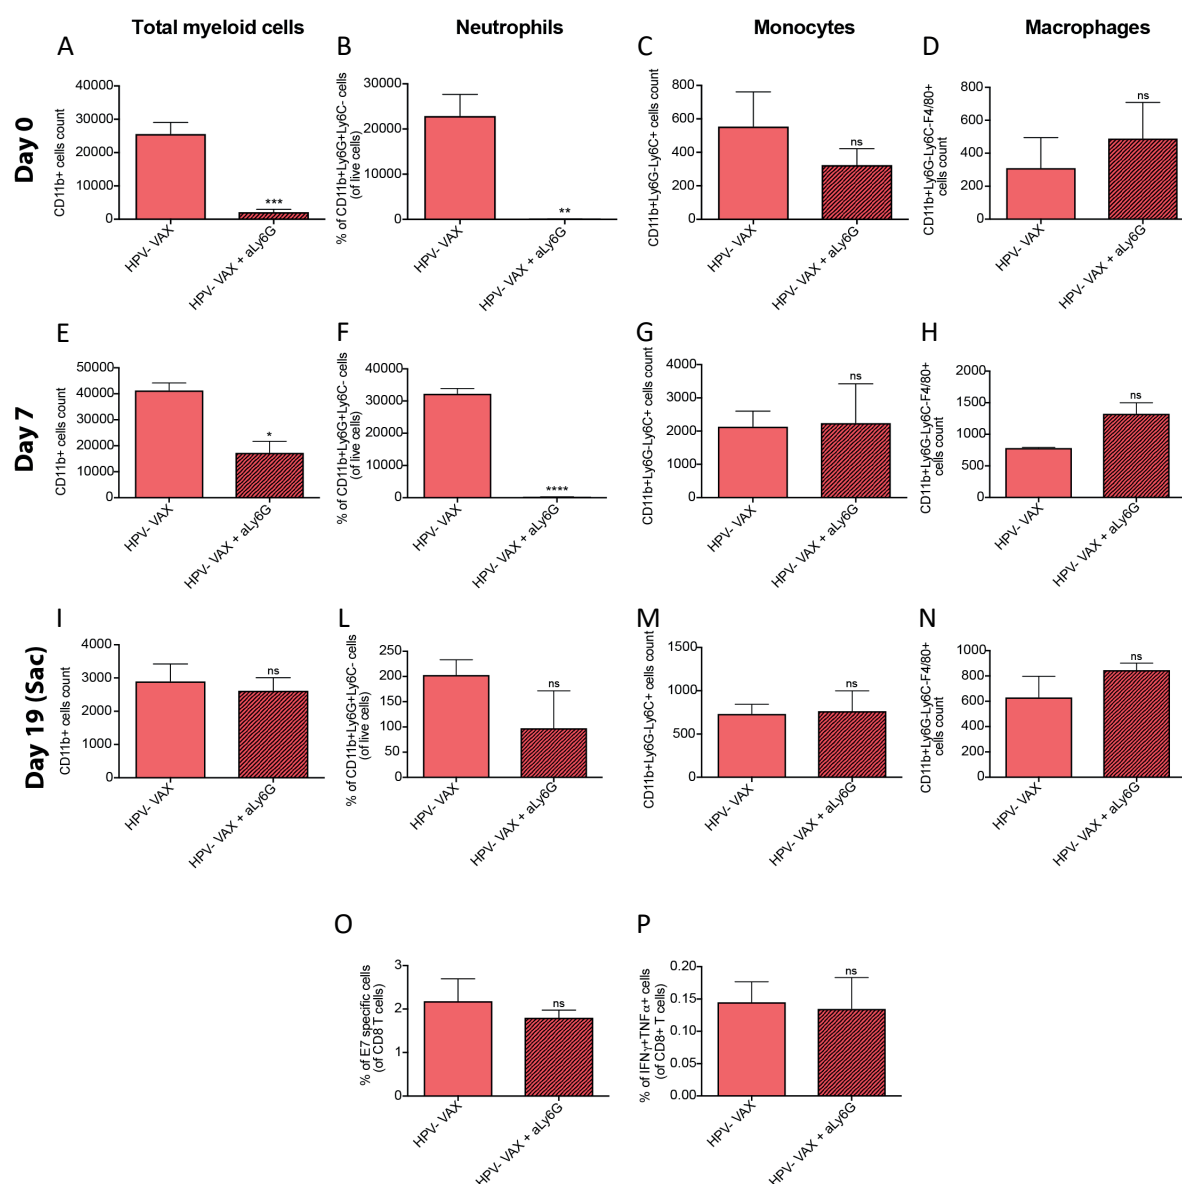 Total myeloid cells
Neutrophils
Monocytes
Macrophages
Day 0
A
CD11b+ cells count
40000
30000
20000
10000
0
***
HPV- VAX
HPV- VAX + aLy6G
B
% of CD11b+Ly6G+Ly6C- cells
(of live cells)
30000
20000
10000
0
**
HPV- VAX
HPV- VAX + aLy6G
C
CD11b+Ly6G-Ly6C+ cells count
800
600
400
200
0
ns
HPV- VAX
HPV- VAX + aLy6G
D
CD11b+Ly6G-Ly6C-F4/80+
cells count
800
600
400
200
0
ns
HPV- VAX
HPV- VAX + aLy6G
Day 7
E
CD11b+ cells count
50000
40000
30000
20000
10000
0
*
HPV- VAX
HPV- VAX + aLy6G
F
% of CD11b+Ly6G+Ly6C- cells
(of live cells)
40000
30000
20000
10000
0
****
HPV- VAX
HPV- VAX + aLy6G
G
CD11b+Ly6G-Ly6C+ cells count
4000
3000
2000
1000
0
ns
HPV- VAX
HPV- VAX + aLy6G
H
CD11b+Ly6G-Ly6C-F4/80+
cells count
2000
1500
1000
500
0
ns
HPV- VAX
HPV- VAX + aLy6G
Day 19 (Sac)
I
CD11b+ cells count
4000
3000
2000
1000
0
ns
HPV- VAX
HPV- VAX + aLy6G
L
% of CD11b+Ly6G+Ly6C- cells
(of live cells)
250
200
150
100
50
0
ns
HPV- VAX
HPV- VAX + aLy6G
M
CD11b+Ly6G-Ly6C+ cells count
1500
1000
500
0
ns
HPV- VAX
HPV- VAX + aLy6G
N
CD11b+Ly6G-Ly6C-F4/80+
cells count
1000
800
600
400
200
0
ns
HPV- VAX
HPV- VAX + aLy6G
O
% of E7 specific cells
(of CD8 T cells)
3
2
1
0
ns
HPV- VAX
HPV- VAX + aLy6G
P
% of IFNγ+TNFα+ cells
(of CD8+ T cells)
0.20
0.15
0.10
0.05
0.00
ns
HPV- VAX
HPV- VAX + aLy6G